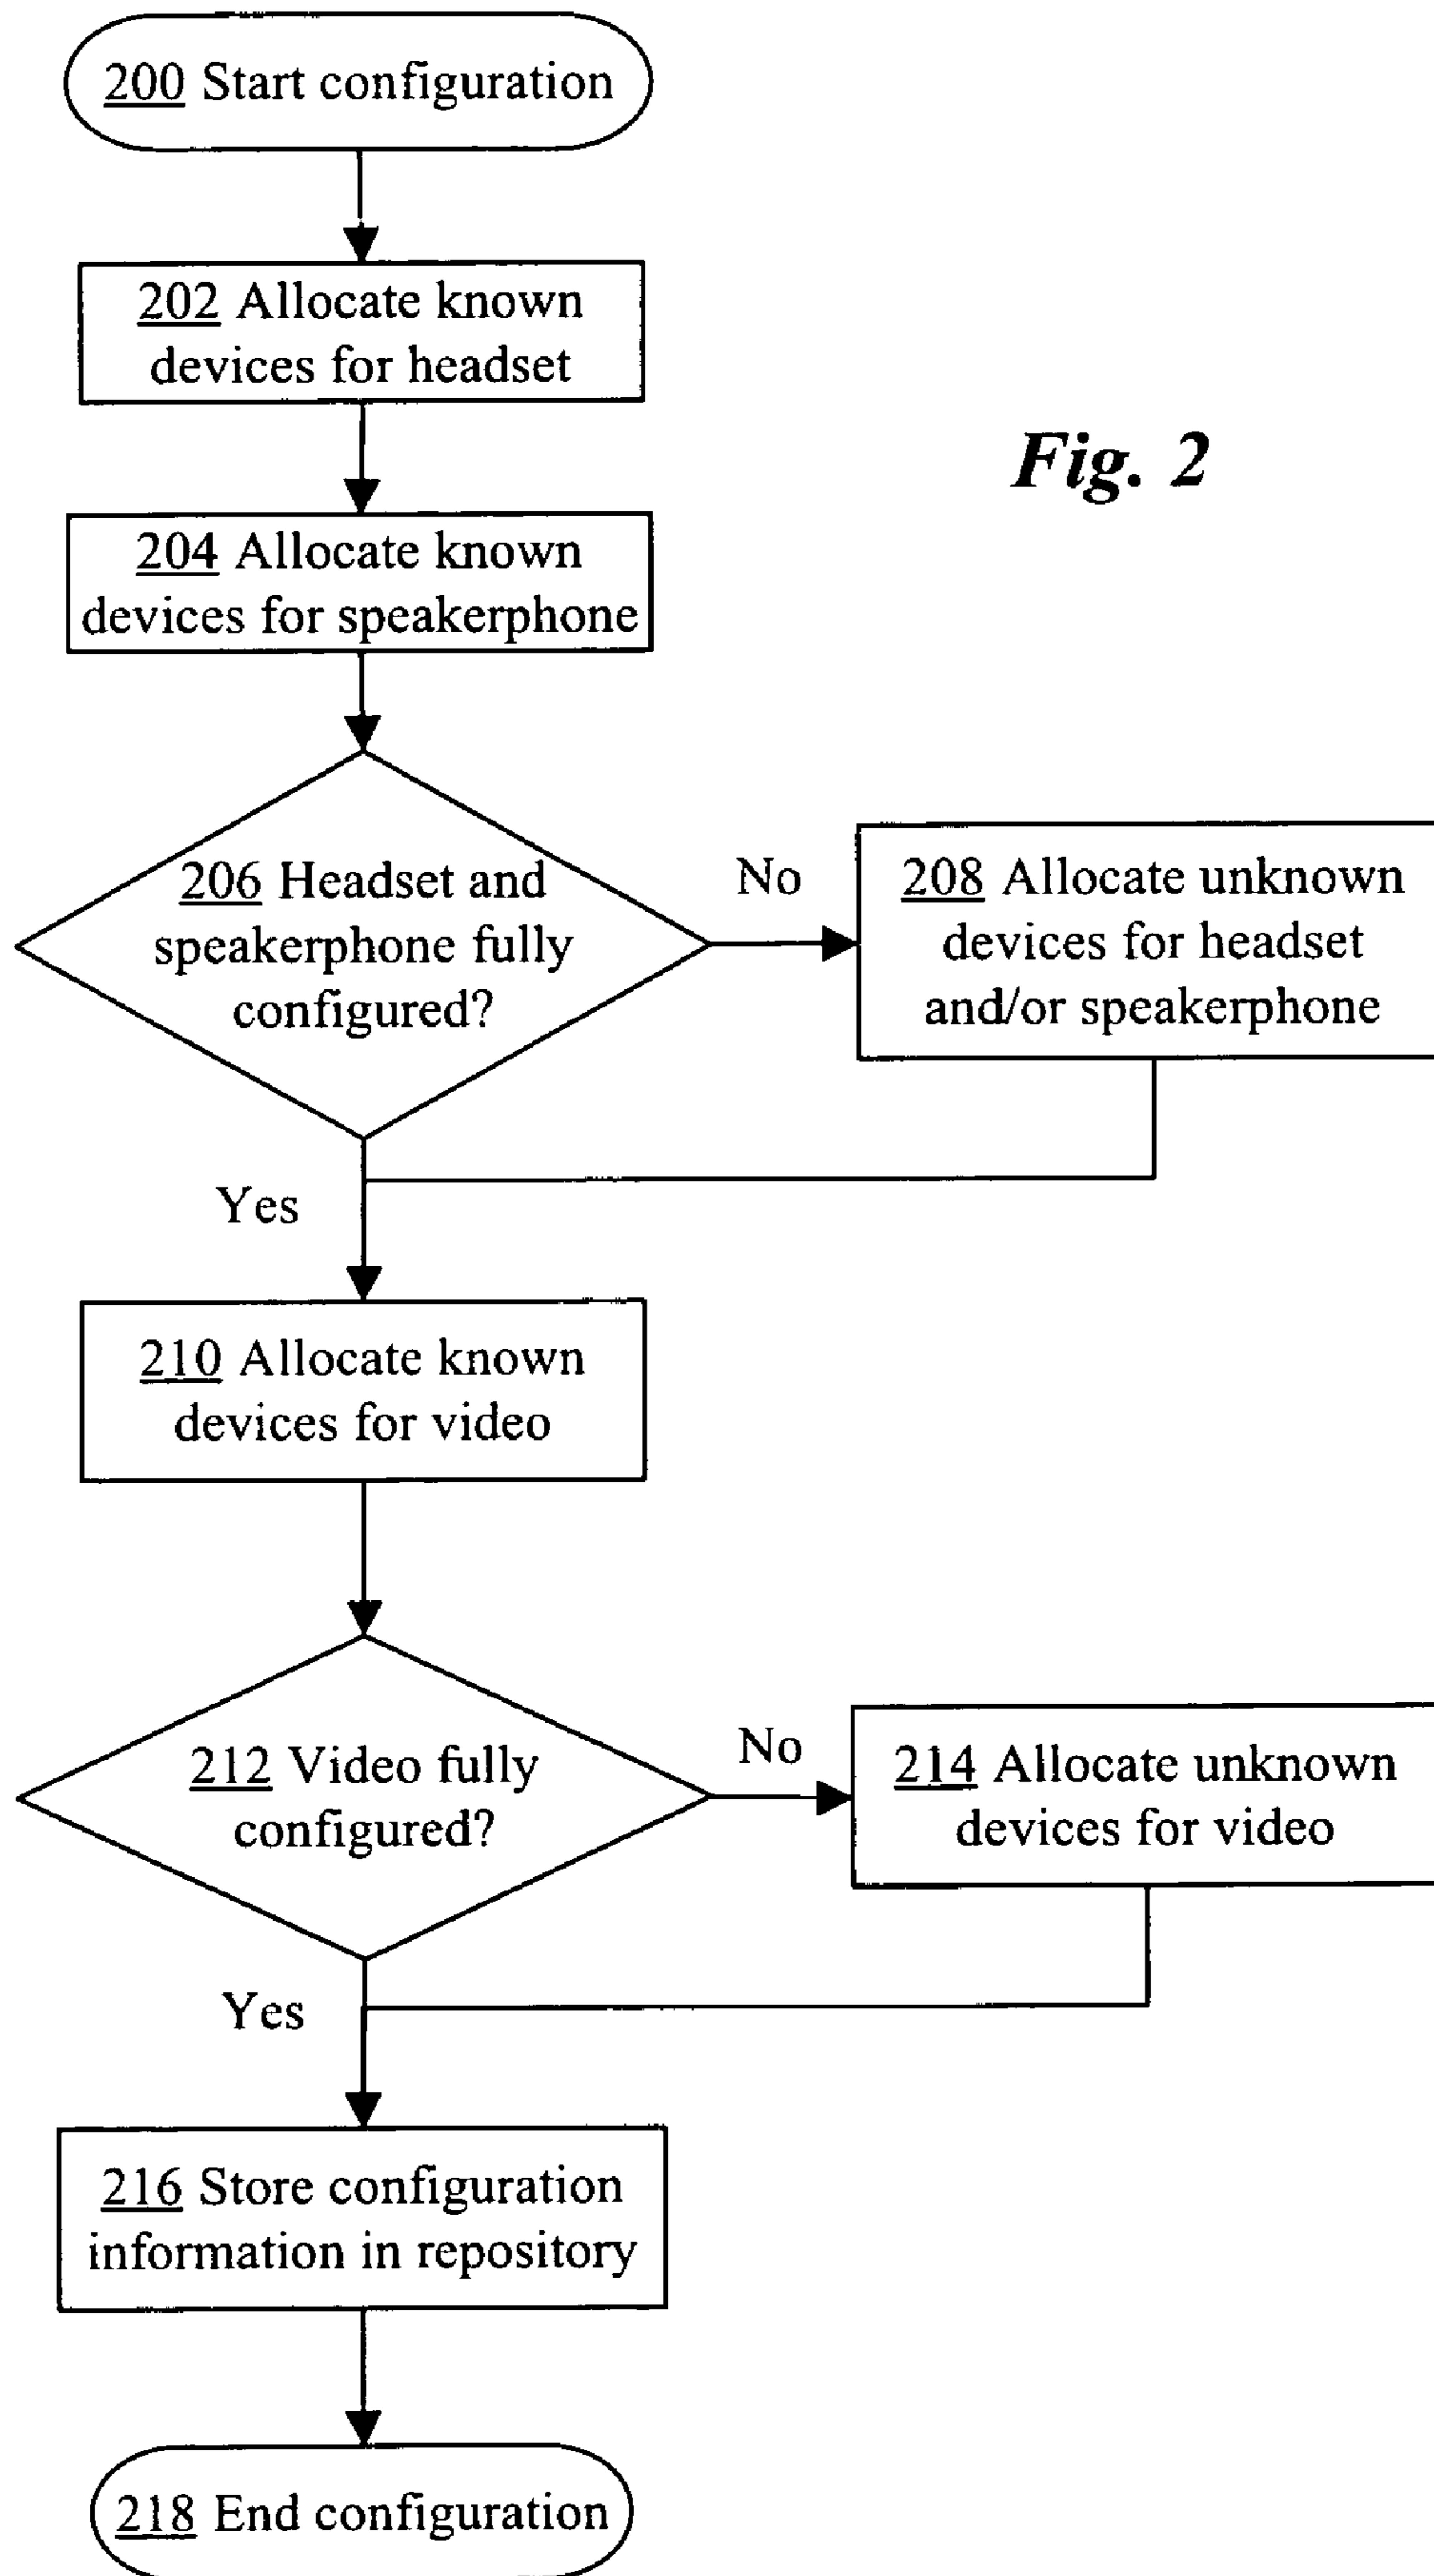 200 Start configuration
202 Allocate known
devices for headset
Fig. 2
204 Allocate known
devices for speakerphone
206 Headset and
speakerphone fully
configured?
No
208 Allocate unknown
devices for headset
and/or speakerphone
Yes
210 Allocate known
devices for video
212 Video fully
configured?
No
214 Allocate unknown
devices for video
Yes
216 Store configuration
information in repository
218 End configuration